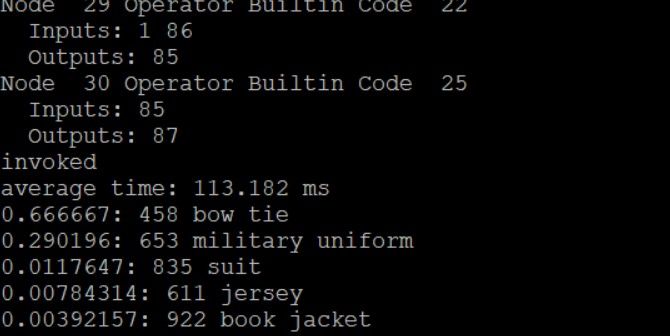 Node  29 Operator Builtin Code  22
  Inputs: 1 86
  Outputs: 85
Node  30 Operator Builtin Code  25
  Inputs: 85
  Outputs: 87
invoked
average time: 113.182 ms
0.666667: 458 bow tie
0.290196: 653 military uniform
0.0117647: 835 suit
0.00784314: 611 jersey
0.00392157: 922 book jacket